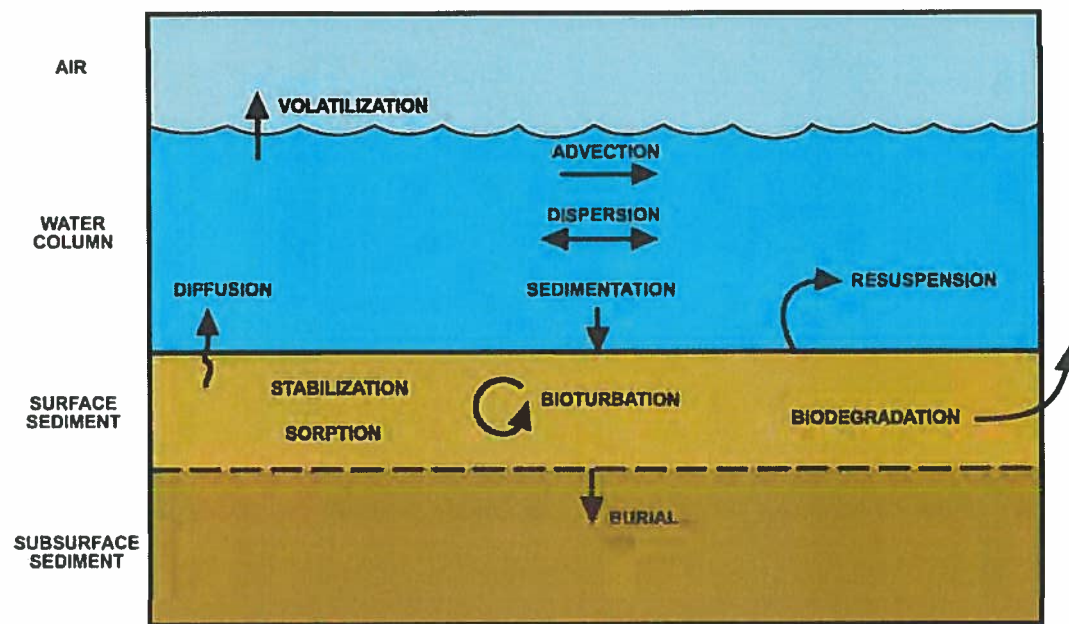 AIR
VOLATILIZATION
ADVECTION
WATER
COLUMN
DISPERSION
DIFFUSION
SEDIMENTATION
RESUSPENSION
SURFACE
SEDIMENT
STABILIZATION
SORPTION
BIOTURBATION
BIODEGRADATION
SUBSURFACE
SEDIMENT
BURIAL